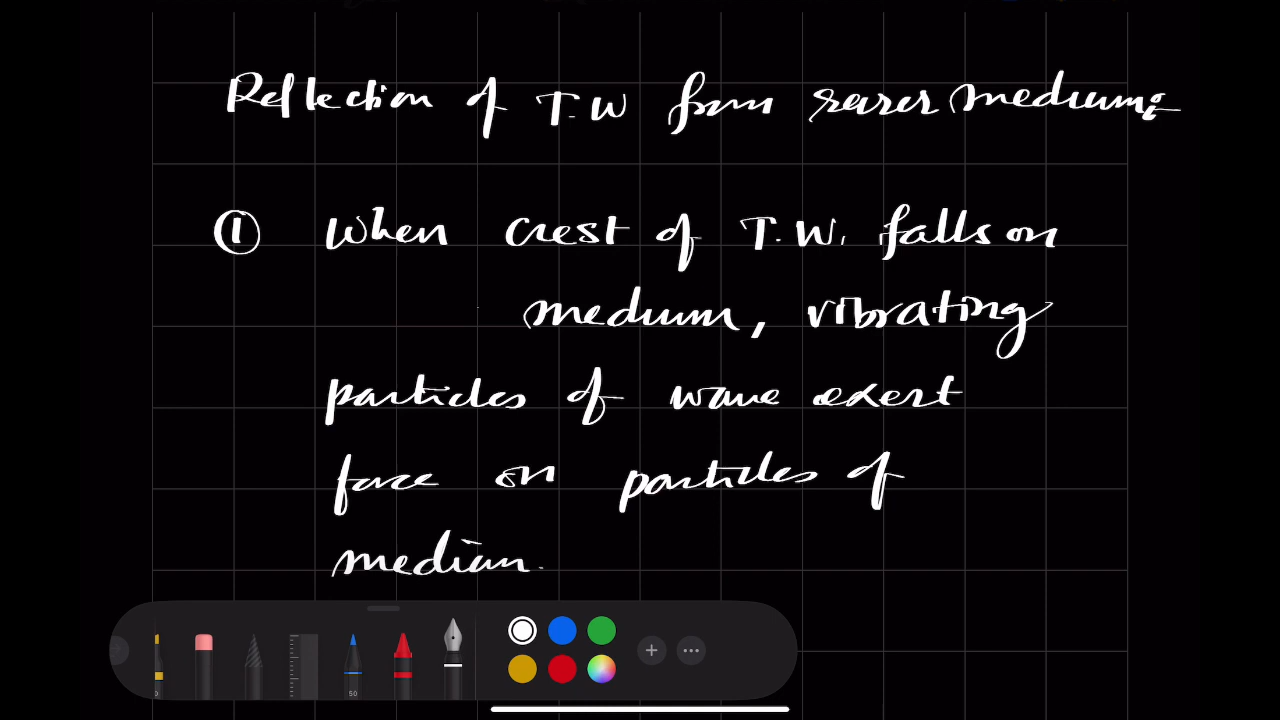 Reflection of T.W from rarer medium:-
① When crest of T.W. falls on
medium, vibrating
particles of wave exert
force on particles of
medium.
50